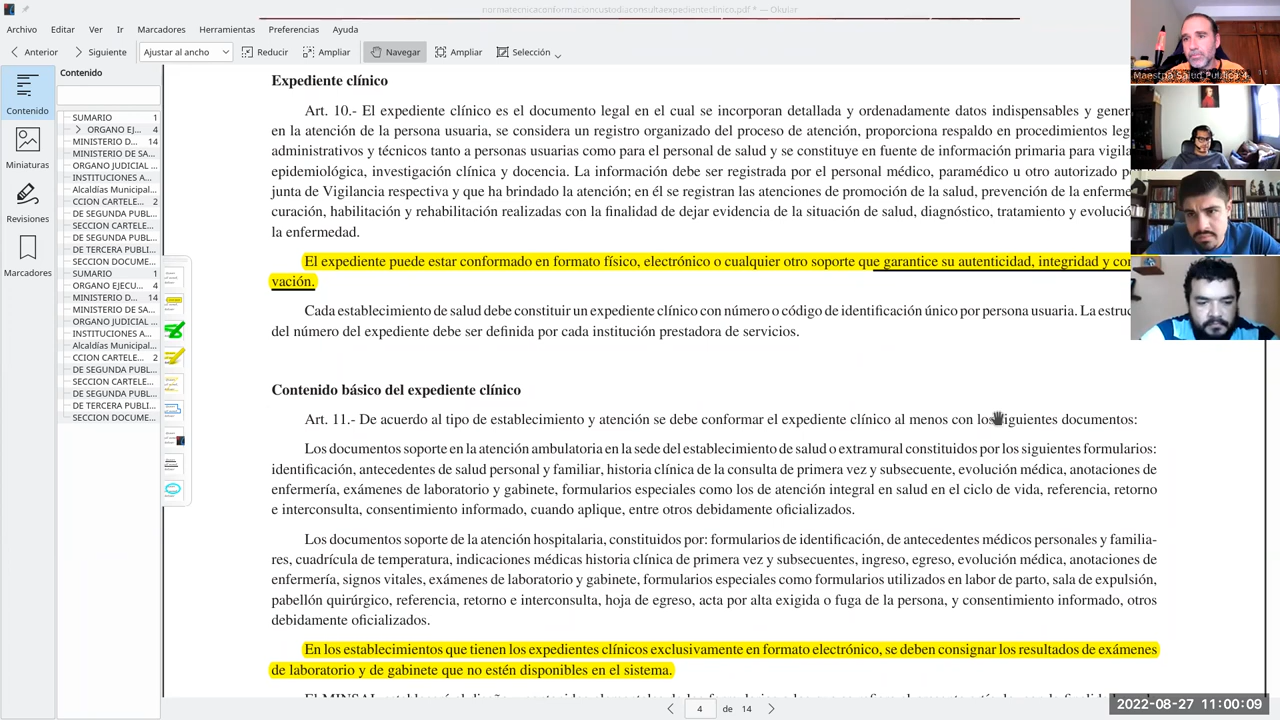 normatecnicaconformacioncustodiaconsultaexpedienteclinico.pdf * — Okular
Archivo Editar Ver Ir Marcadores Herramientas Preferencias Ayuda
Anterior Siguiente Ajustar al ancho Reducir Ampliar Navegar Ampliar Selección
Contenido
Contenido
Miniaturas
Revisiones
Marcadores
SUMARIO 1
ORGANO EJ... 4
MINISTERIO D... 14
MINISTERIO DE SA...
ORGANO JUDICIAL ...
INSTITUCIONES A...
Alcaldías Municipal...
CCION CARTELE... 2
DE SEGUNDA PUBL...
SECCION CARTELE...
DE SEGUNDA PUBL...
DE TERCERA PUBLI...
SECCION DOCUME...
SUMARIO 1
ORGANO EJECU... 4
MINISTERIO D... 14
MINISTERIO DE SA...
ORGANO JUDICIAL ...
INSTITUCIONES A...
Alcaldías Municipal...
CCION CARTELE... 2
DE SEGUNDA PUBL...
SECCION CARTELE...
DE SEGUNDA PUBL...
DE TERCERA PUBLI...
SECCION DOCUME...
Expediente clínico
Art. 10.- El expediente clínico es el documento legal en el cual se incorporan detallada y ordenadamente datos indispensables y gener
en la atención de la persona usuaria, se considera un registro organizado del proceso de atención, proporciona respaldo en procedimientos leg
administrativos y técnicos tanto a personas usuarias como para el personal de salud y se constituye en fuente de información primaria para vigila
epidemiológica, investigación clínica y docencia. La información debe ser registrada por el personal médico, paramédico u otro autorizado po
junta de Vigilancia respectiva y que ha brindado la atención; en él se registran las atenciones de promoción de la salud, prevención de la enferme
curación, habilitación y rehabilitación realizadas con la finalidad de dejar evidencia de la situación de salud, diagnóstico, tratamiento y evolució
la enfermedad.
El expediente puede estar conformado en formato físico, electrónico o cualquier otro soporte que garantice su autenticidad, integridad y con
vación.
Cada establecimiento de salud debe constituir un expediente clínico con número o código de identificación único por persona usuaria. La estruc
del número del expediente debe ser definida por cada institución prestadora de servicios.
Contenido básico del expediente clínico
Art. 11.- De acuerdo al tipo de establecimiento y atención se debe conformar el expediente clínico al menos con los siguientes documentos:
Los documentos soporte en la atención ambulatoria en la sede del establecimiento de salud o extramural constituidos por los siguientes formularios:
identificación, antecedentes de salud personal y familiar, historia clínica de la consulta de primera vez y subsecuente, evolución médica, anotaciones de
enfermería, exámenes de laboratorio y gabinete, formularios especiales como los de atención integral en salud en el ciclo de vida, referencia, retorno
e interconsulta, consentimiento informado, cuando aplique, entre otros debidamente oficializados.
Los documentos soporte de la atención hospitalaria, constituidos por: formularios de identificación, de antecedentes médicos personales y familia-
res, cuadrícula de temperatura, indicaciones médicas historia clínica de primera vez y subsecuentes, ingreso, egreso, evolución médica, anotaciones de
enfermería, signos vitales, exámenes de laboratorio y gabinete, formularios especiales como formularios utilizados en labor de parto, sala de expulsión,
pabellón quirúrgico, referencia, retorno e interconsulta, hoja de egreso, acta por alta exigida o fuga de la persona, y consentimiento informado, otros
debidamente oficializados.
En los establecimientos que tienen los expedientes clínicos exclusivamente en formato electrónico, se deben consignar los resultados de exámenes
de laboratorio y de gabinete que no estén disponibles en el sistema.
4 de 14
Maestria Salud Publica 4
2022-08-27 11:00:09